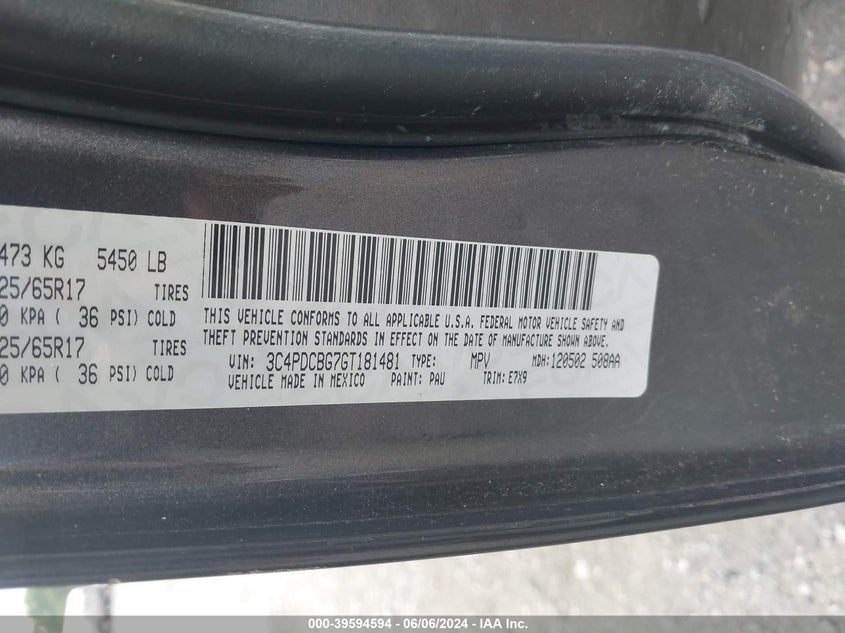 473 KG 5450 LB
25/65R17 TIRES
0 KPA ( 36 PSI) COLD
25/65R17 TIRES
0 KPA ( 36 PSI) COLD
THIS VEHICLE CONFORMS TO ALL APPLICABLE U.S.A. FEDERAL MOTOR VEHICLE SAFETY AND
THEFT PREVENTION STANDARDS IN EFFECT ON THE DATE OF MANUFACTURE SHOWN ABOVE.
VIN: 3C4PDCBG7GT181481 TYPE: MPV MDH: 120502 508AA
VEHICLE MADE IN MEXICO PAINT: PAU TRIM: E7X9
000-39594594 - 06/06/2024 - IAA Inc.